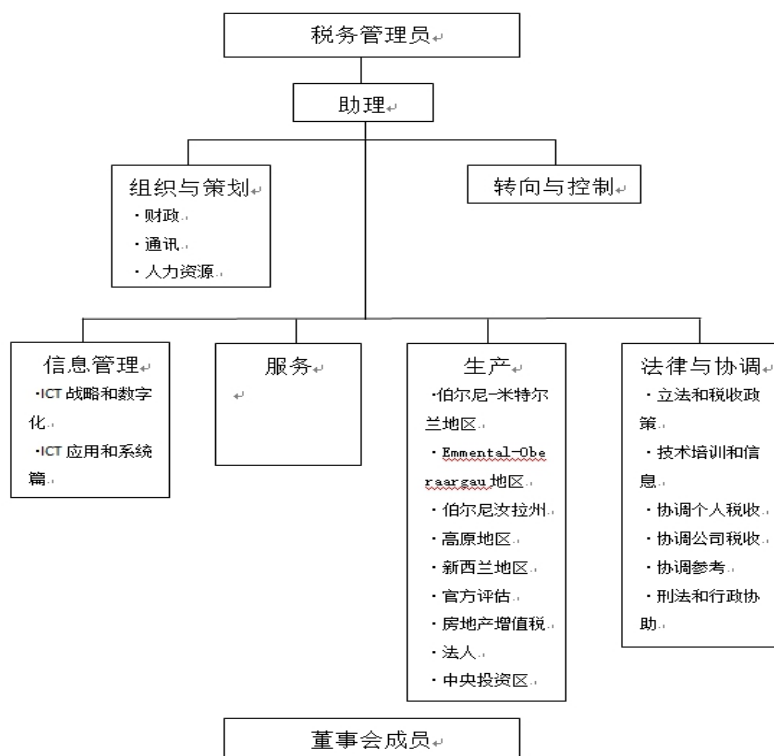 税务管理员
助理
组织与策划
·财政
·通讯
·人力资源
转向与控制
信息管理
·ICT 战略和数字
化
·ICT 应用和系统
篇
服务
生产
·伯尔尼-米特尔
兰地区
·Emmental-Obe
raargau 地区
·伯尔尼汝拉州
·高原地区
·新西兰地区
·官方评估
·房地产增值税
·法人
·中央投资区
法律与协调
·立法和税收政
策
·技术培训和信
息
·协调个人税收
·协调公司税收
·协调参考
·刑法和行政协
助
董事会成员